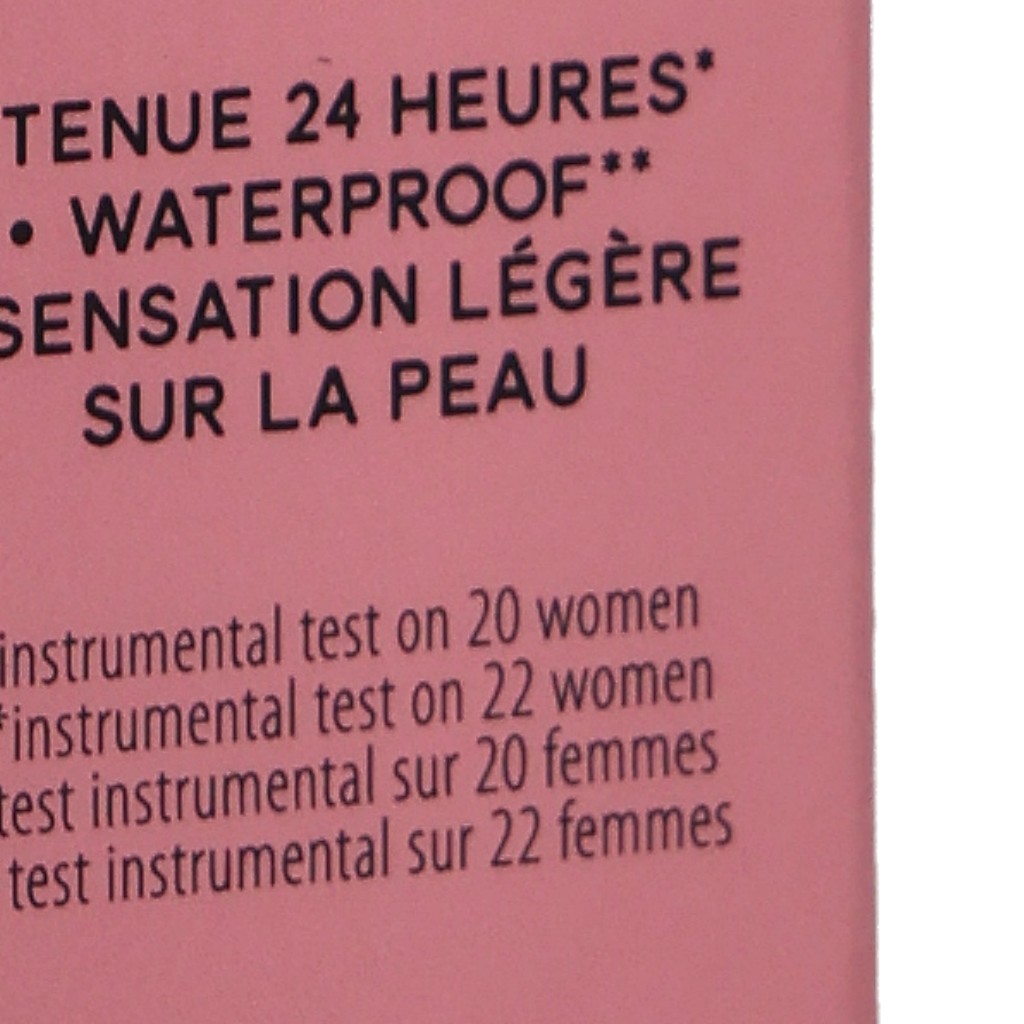 TENUE 24 HEURES*
• WATERPROOF**
SENSATION LÉGÈRE
SUR LA PEAU
instrumental test on 20 women
*instrumental test on 22 women
test instrumental sur 20 femmes
test instrumental sur 22 femmes